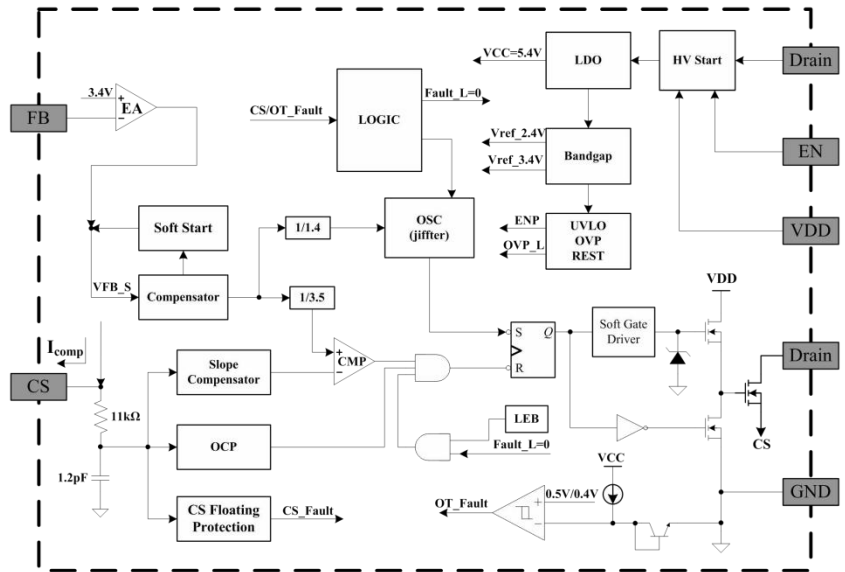 VCC=5.4V
LDO
HV Start
Drain
3.4V
+
EA
−
FB
CS/OT_Fault
LOGIC
Fault_L=0
Vref_2.4V
Vref_3.4V
Bandgap
EN
Soft Start
1/1.4
OSC
(jiffter)
ENP
OVP_L
UVLO
OVP
REST
VDD
VFB_S
Compensator
1/3.5
VDD
Icomp
CS
Slope
Compensator
+
CMP
−
S
Q
R
Soft Gate
Driver
Drain
11kΩ
OCP
LEB
Fault_L=0
CS
1.2pF
VCC
CS Floating
Protection
CS_Fault
OT_Fault
0.5V/0.4V
+
−
GND